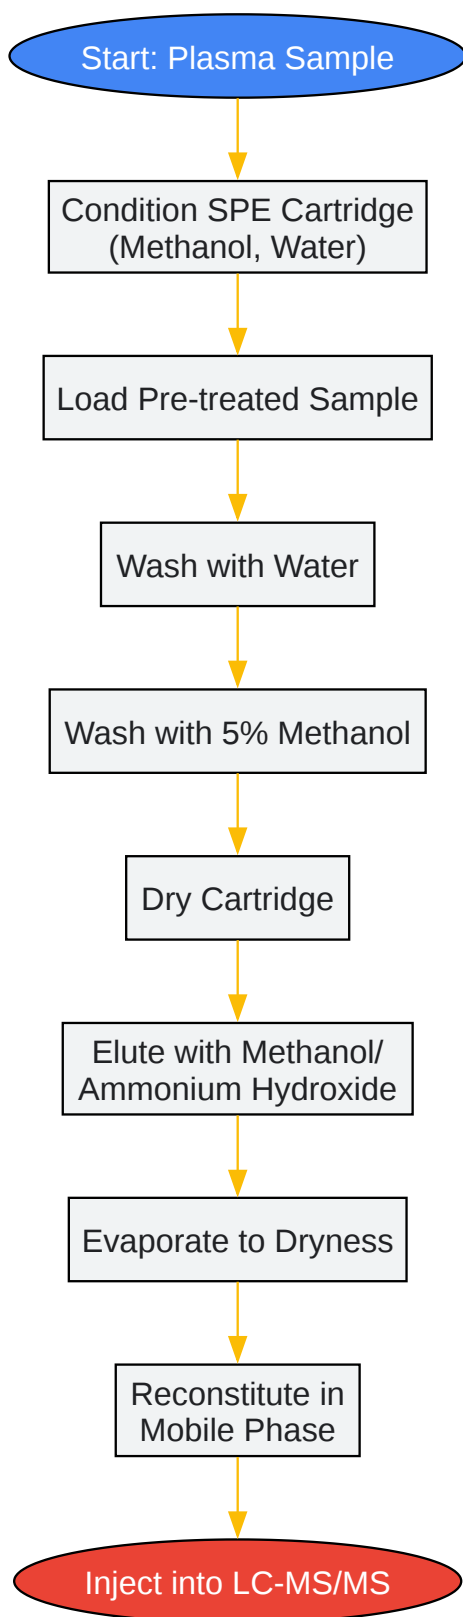 Start: Plasma Sample
Condition SPE Cartridge
(Methanol, Water)
Load Pre-treated Sample
Wash with Water
Wash with 5% Methanol
Dry Cartridge
Elute with Methanol/
Ammonium Hydroxide
Evaporate to Dryness
Reconstitute in
Mobile Phase
Inject into LC-MS/MS